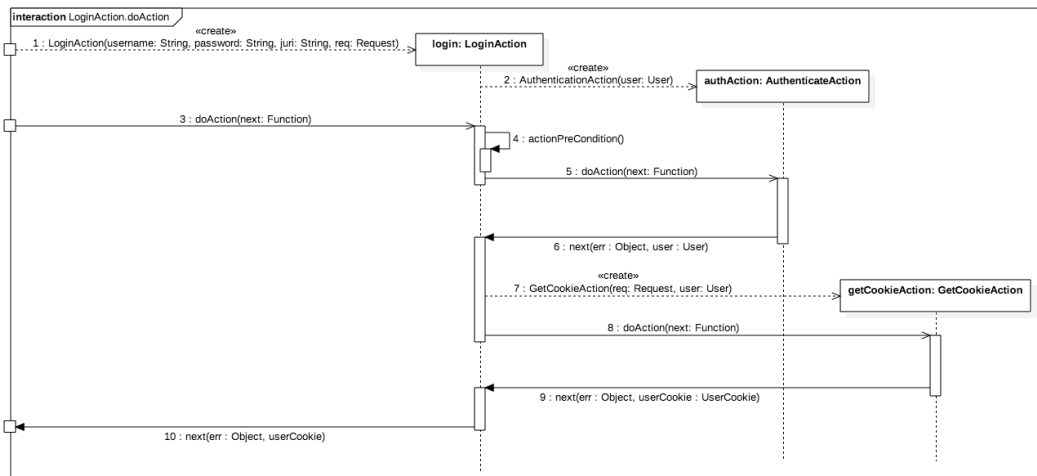 interaction LoginAction.doAction
«create»
1 : LoginAction(username: String, password: String, juri: String, req: Request)
login: LoginAction
«create»
2 : AuthenticationAction(user: User)
authAction: AuthenticateAction
3 : doAction(next: Function)
4 : actionPreCondition()
5 : doAction(next: Function)
6 : next(err : Object, user : User)
«create»
7 : GetCookieAction(req: Request, user: User)
getCookieAction: GetCookieAction
8 : doAction(next: Function)
9 : next(err : Object, userCookie : UserCookie)
10 : next(err : Object, userCookie)